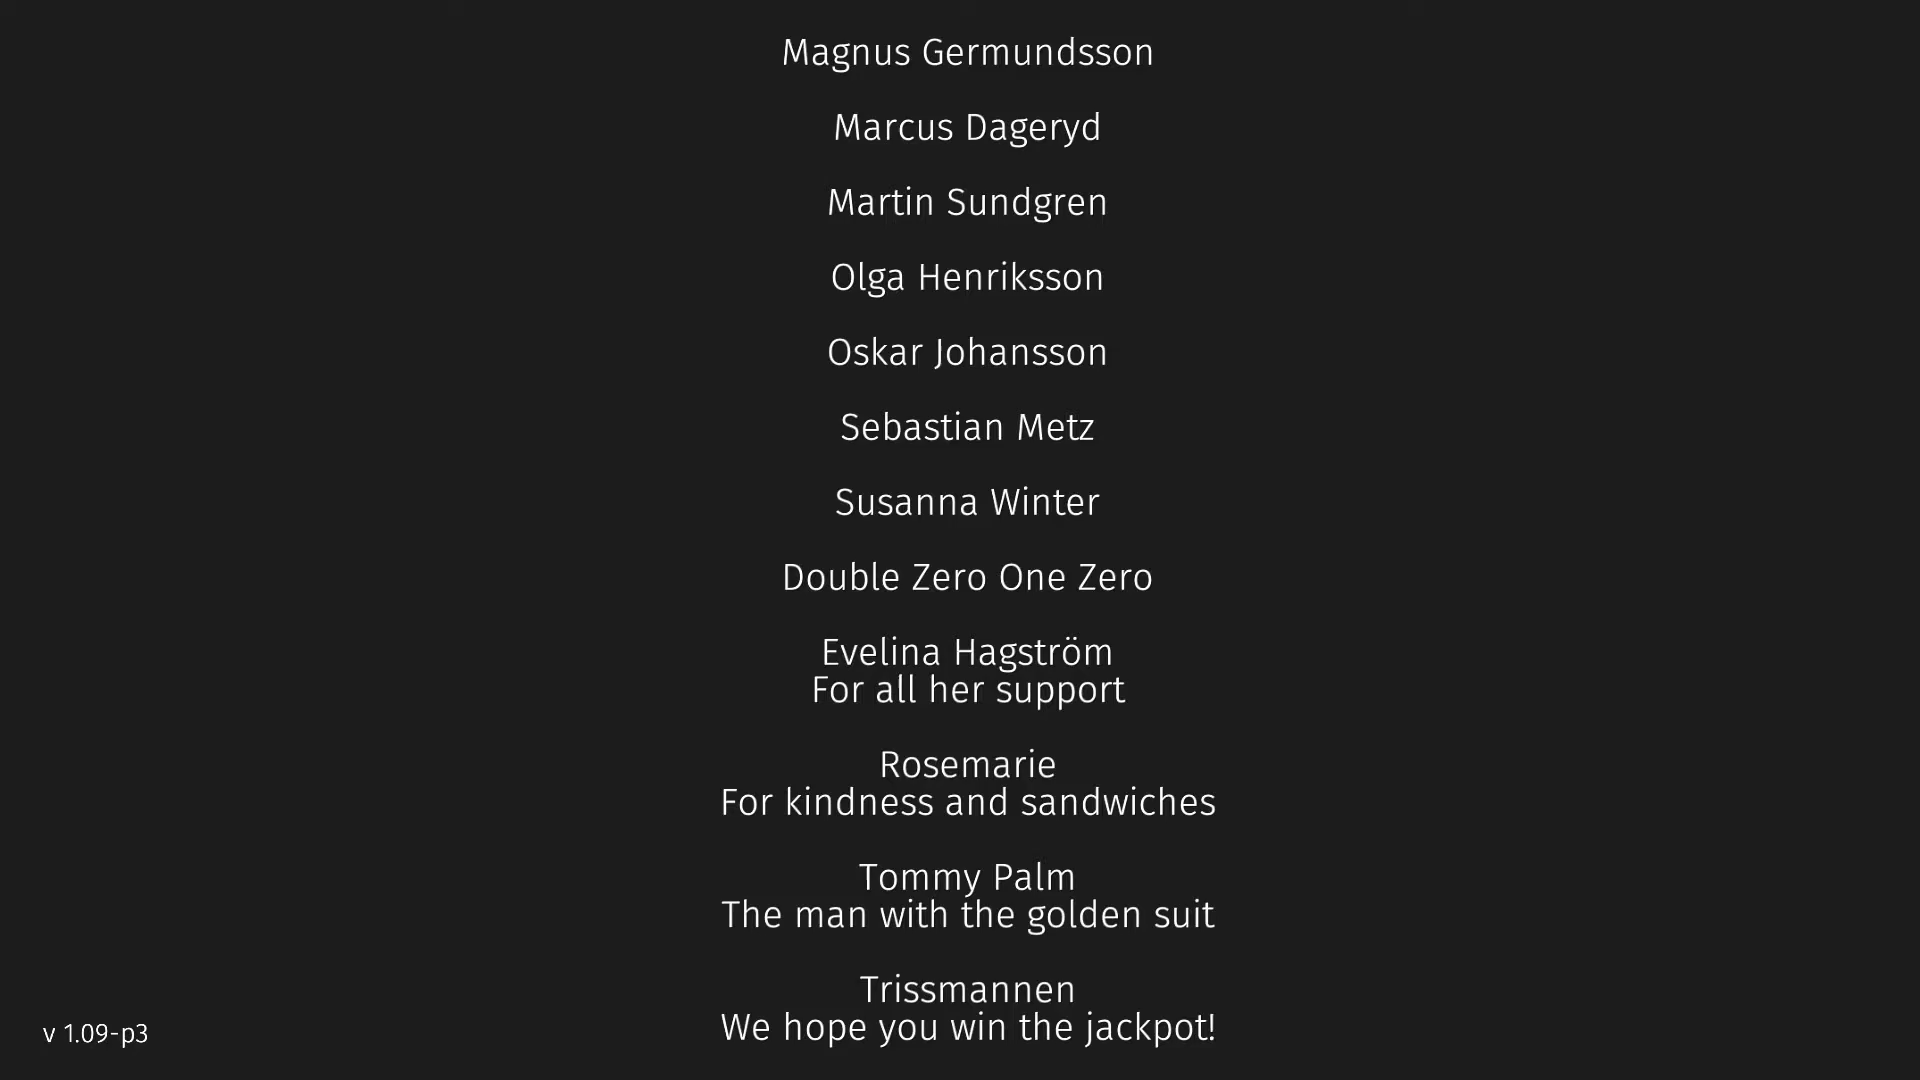 Magnus Germundsson
Marcus Dageryd
Martin Sundgren
Olga Henriksson
Oskar Johansson
Sebastian Metz
Susanna Winter
Double Zero One Zero
Evelina Hagström
For all her support
Rosemarie
For kindness and sandwiches
Tommy Palm
The man with the golden suit
Trissmannen
We hope you win the jackpot!
v 1.09-p3